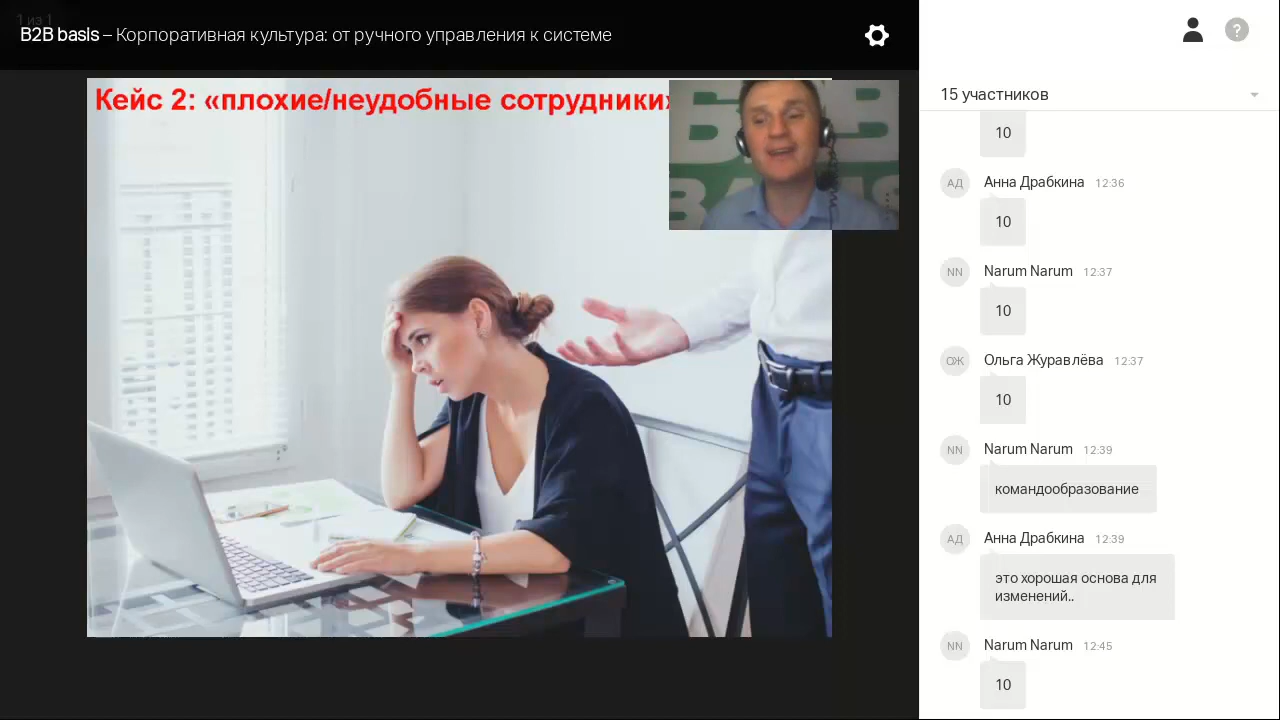 1 из 1
B2B basis – Корпоративная культура: от ручного управления к системе
Кейс 2: «плохие/неудобные сотрудники»
15 участников
10
АД
Анна Драбкина 12:36
10
NN
Narum Narum 12:37
10
ОЖ
Ольга Журавлёва 12:37
10
NN
Narum Narum 12:39
командообразование
АД
Анна Драбкина 12:39
это хорошая основа для
изменений..
NN
Narum Narum 12:45
10